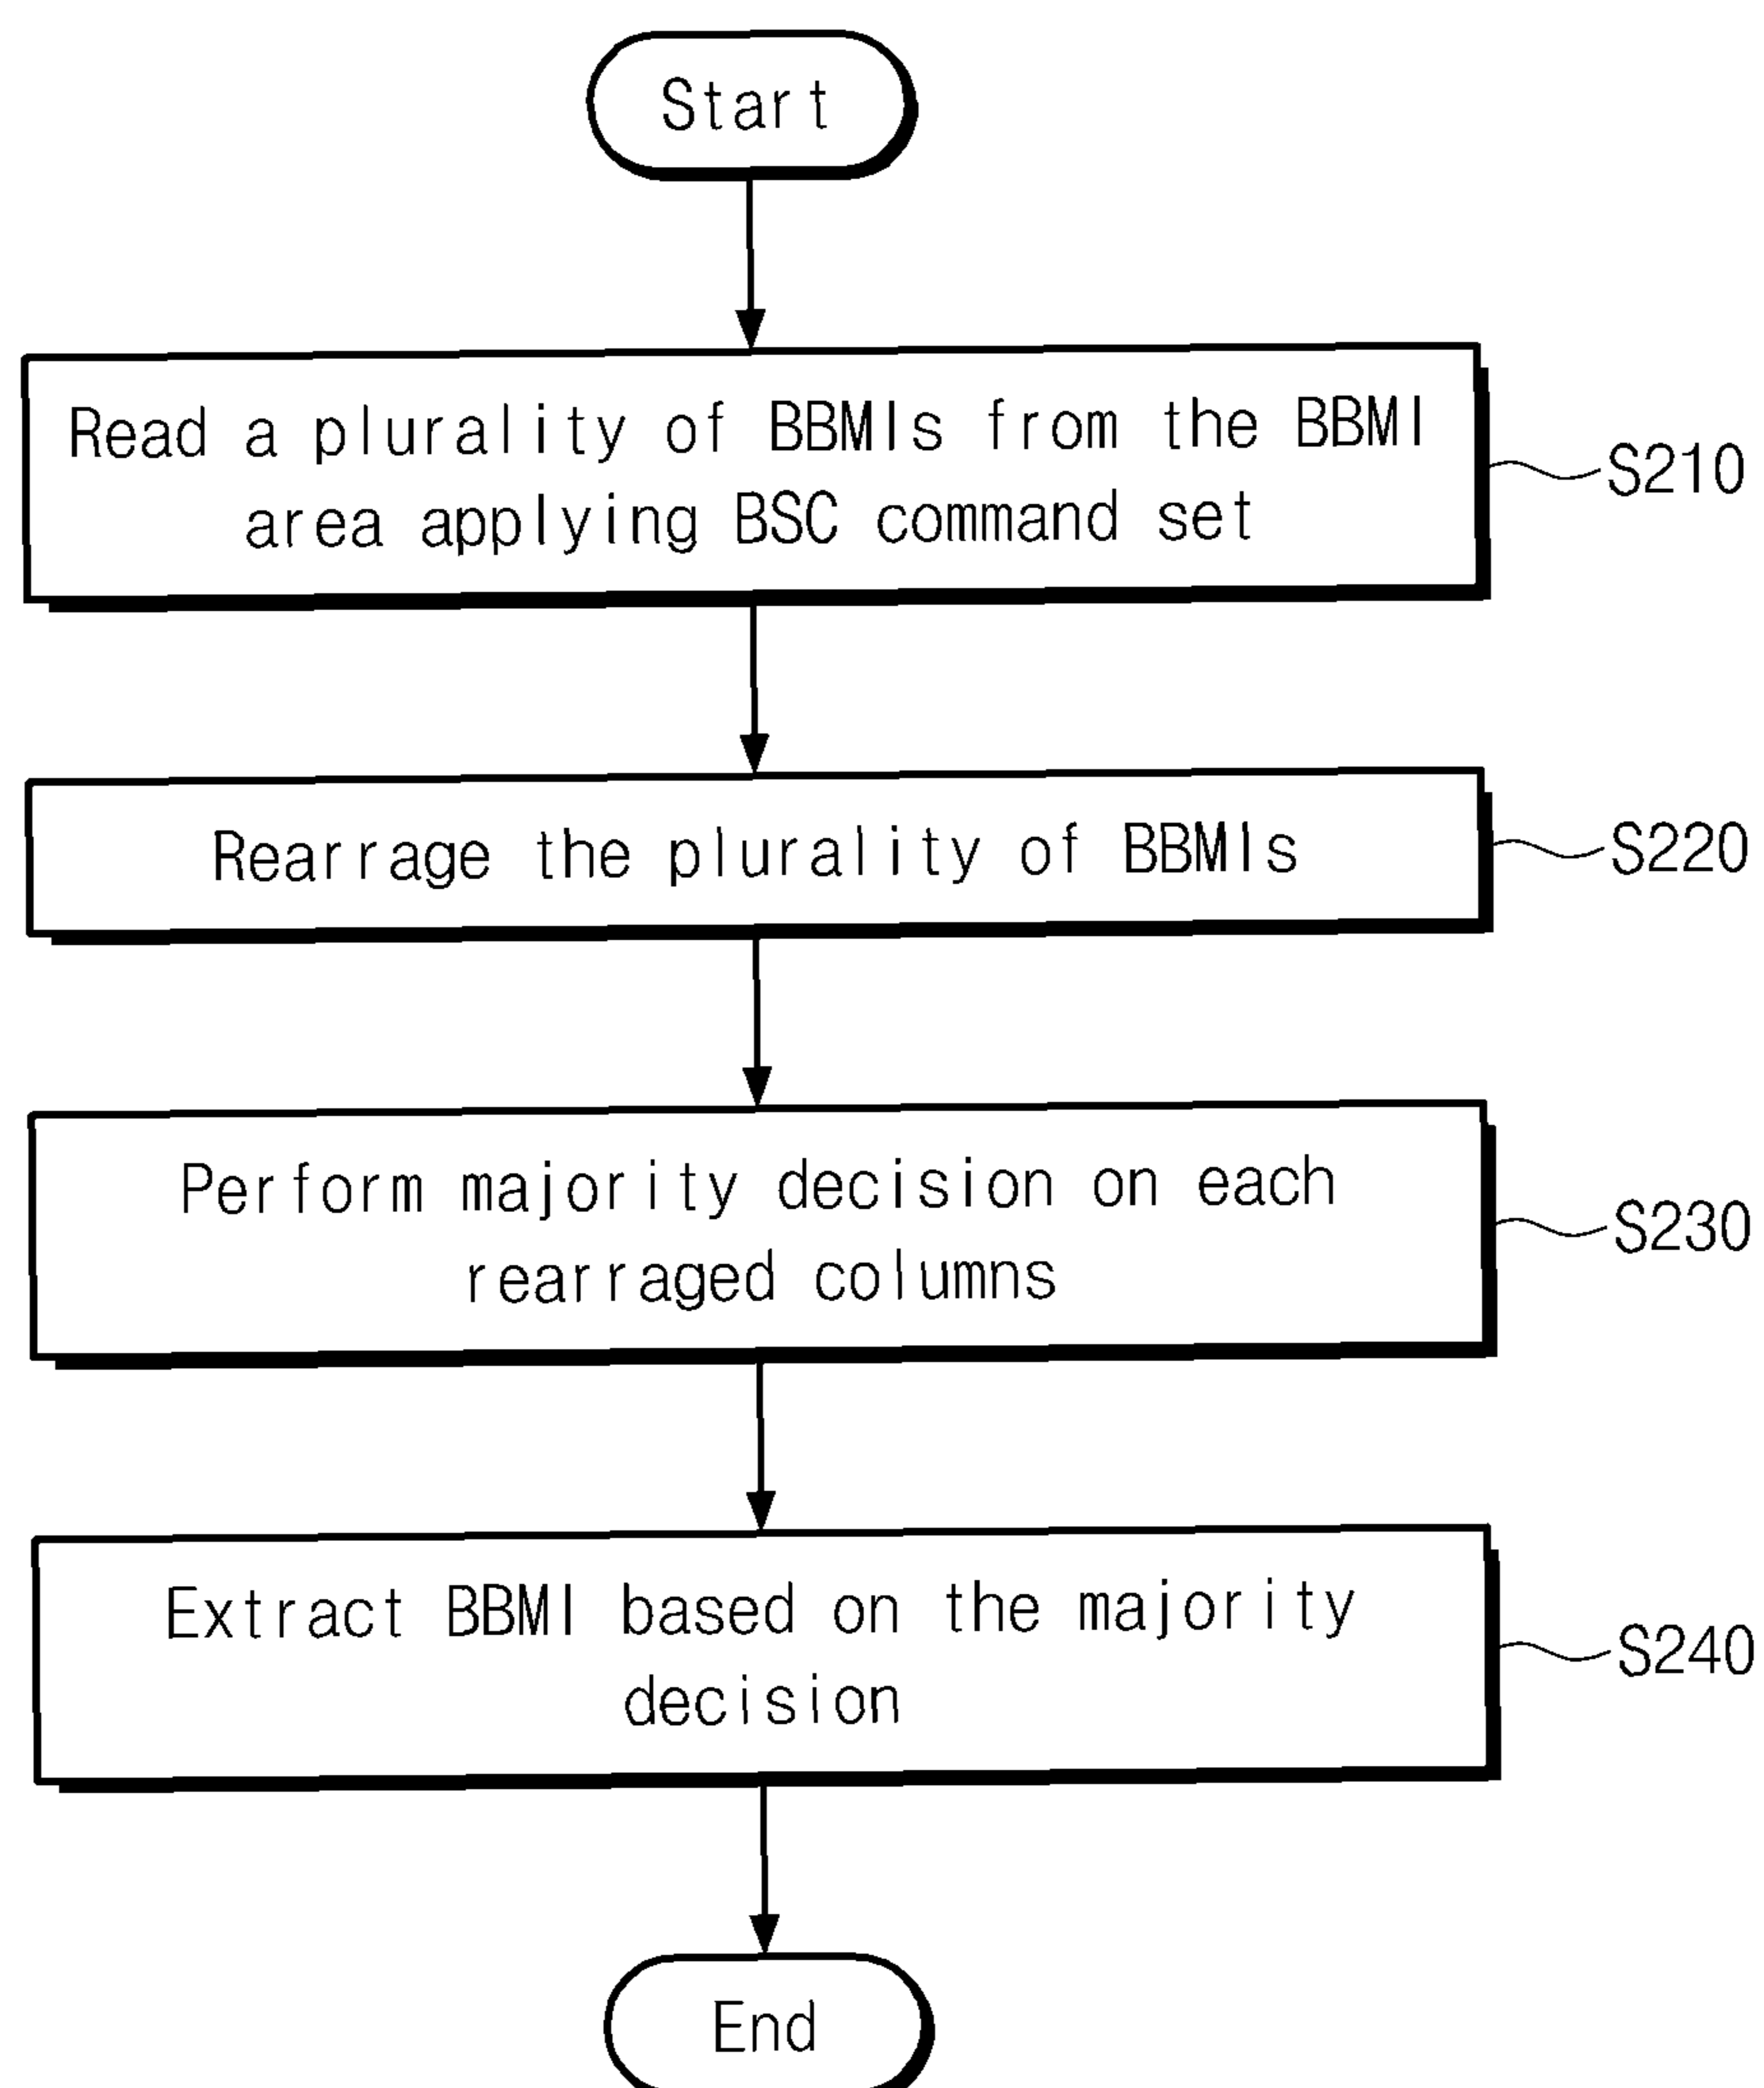 Start
Read a plurality of BBMIs from the BBMI
area applying BSC command set
S210
Rearrage the plurality of BBMIs
S220
Perform majority decision on each
rearraged columns
S230
Extract BBMI based on the majority
decision
S240
End